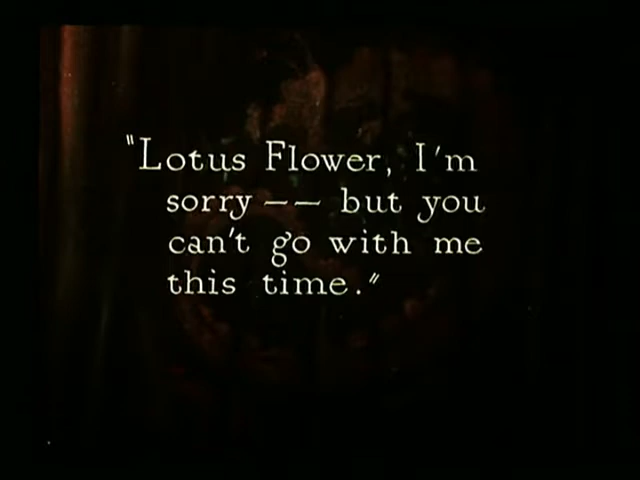 "Lotus Flower, I'm
sorry -- but you
can't go with me
this time."